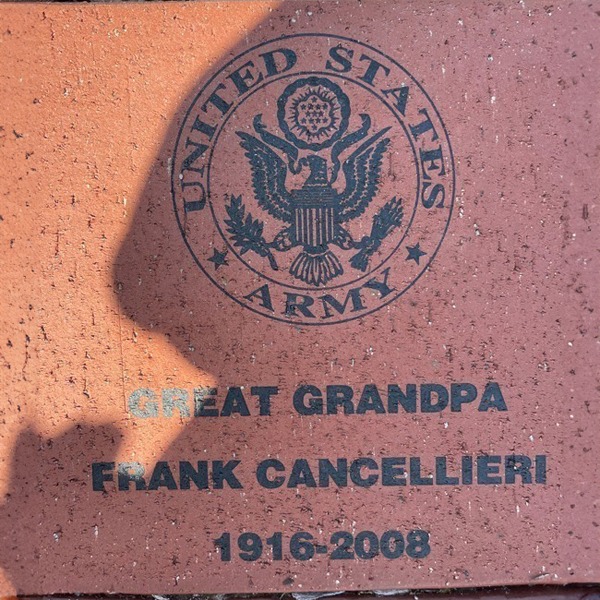 UNITED STATES
ARMY
GREAT GRANDPA
FRANK CANCELLIERI
1916-2008